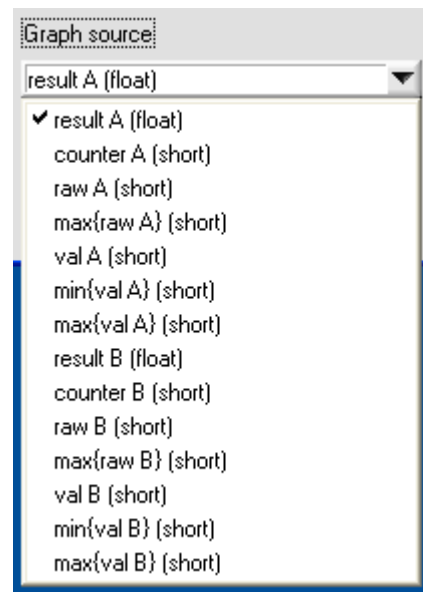 Graph source
result A (float)
result A (float)
counter A (short)
raw A (short)
max{raw A} (short)
val A (short)
min{val A} (short)
max{val A} (short)
result B (float)
counter B (short)
raw B (short)
max{raw B} (short)
val B (short)
min{val B} (short)
max{val B} (short)